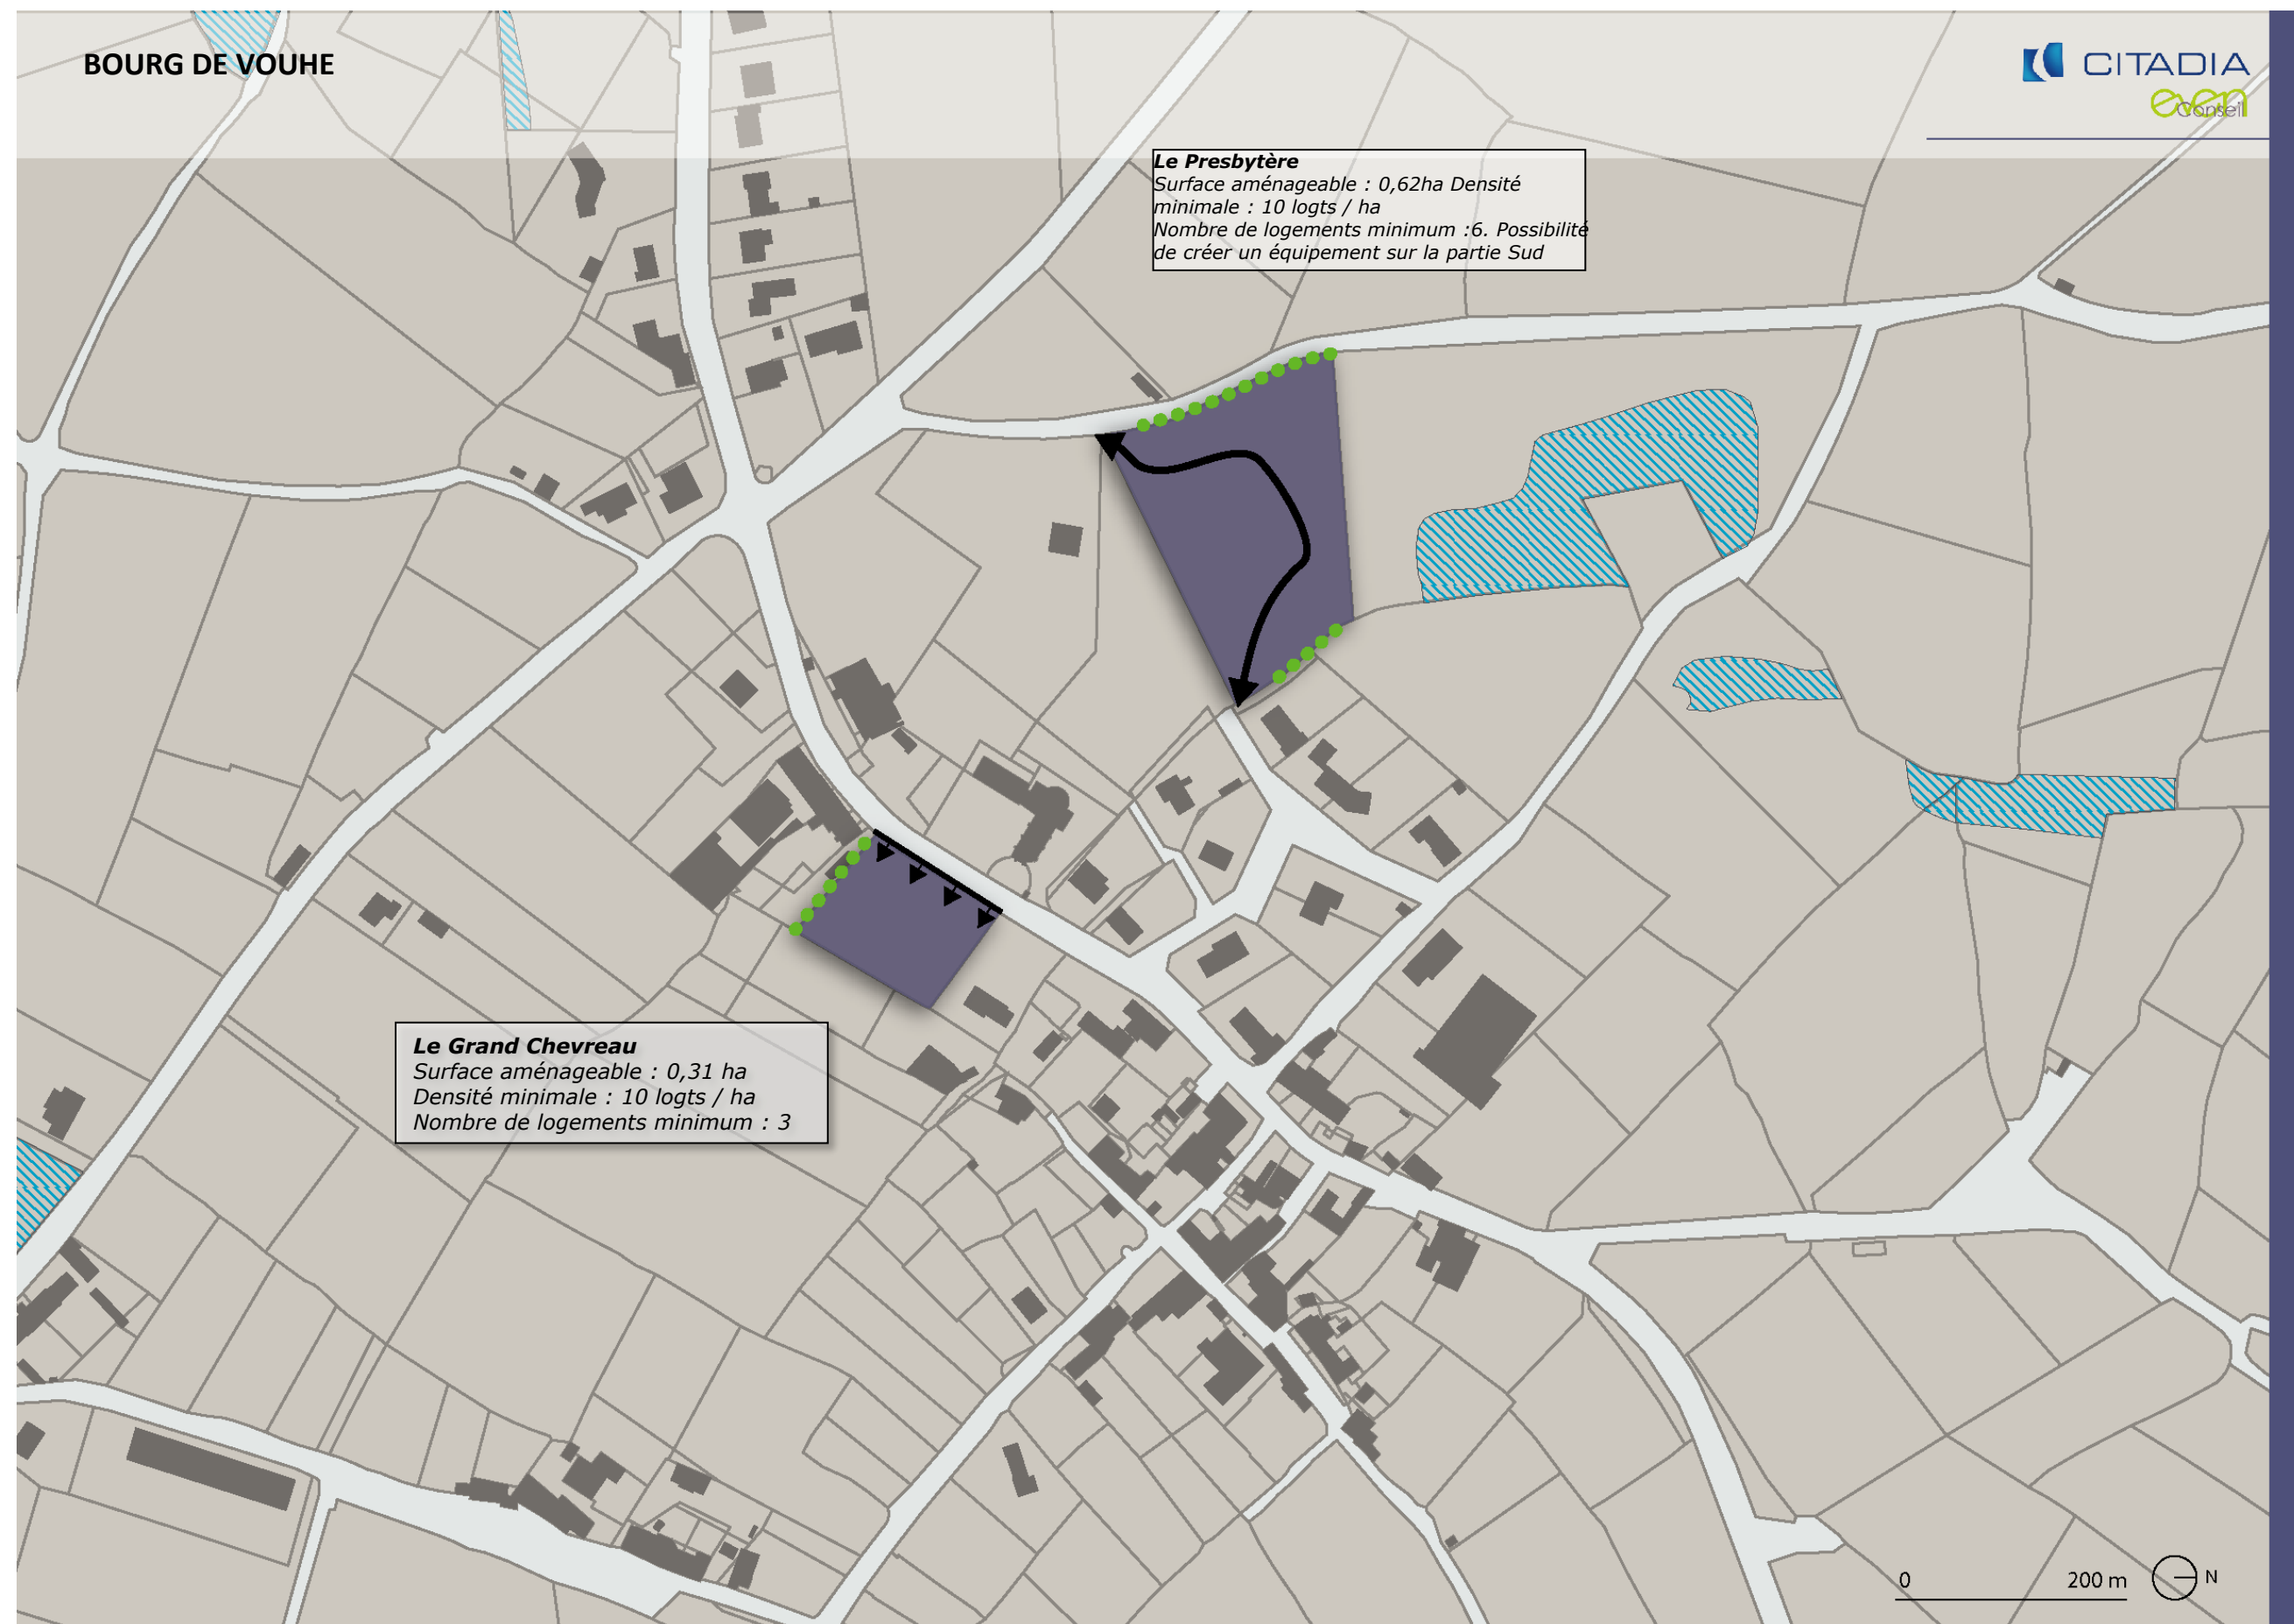 BOURG DE VOUHE
CITADIA
even
Conseil
Le Presbytère
Surface aménageable : 0,62ha Densité
minimale : 10 logts / ha
Nombre de logements minimum :6. Possibilité
de créer un équipement sur la partie Sud
Le Grand Chevreau
Surface aménageable : 0,31 ha
Densité minimale : 10 logts / ha
Nombre de logements minimum : 3
0 200 m N